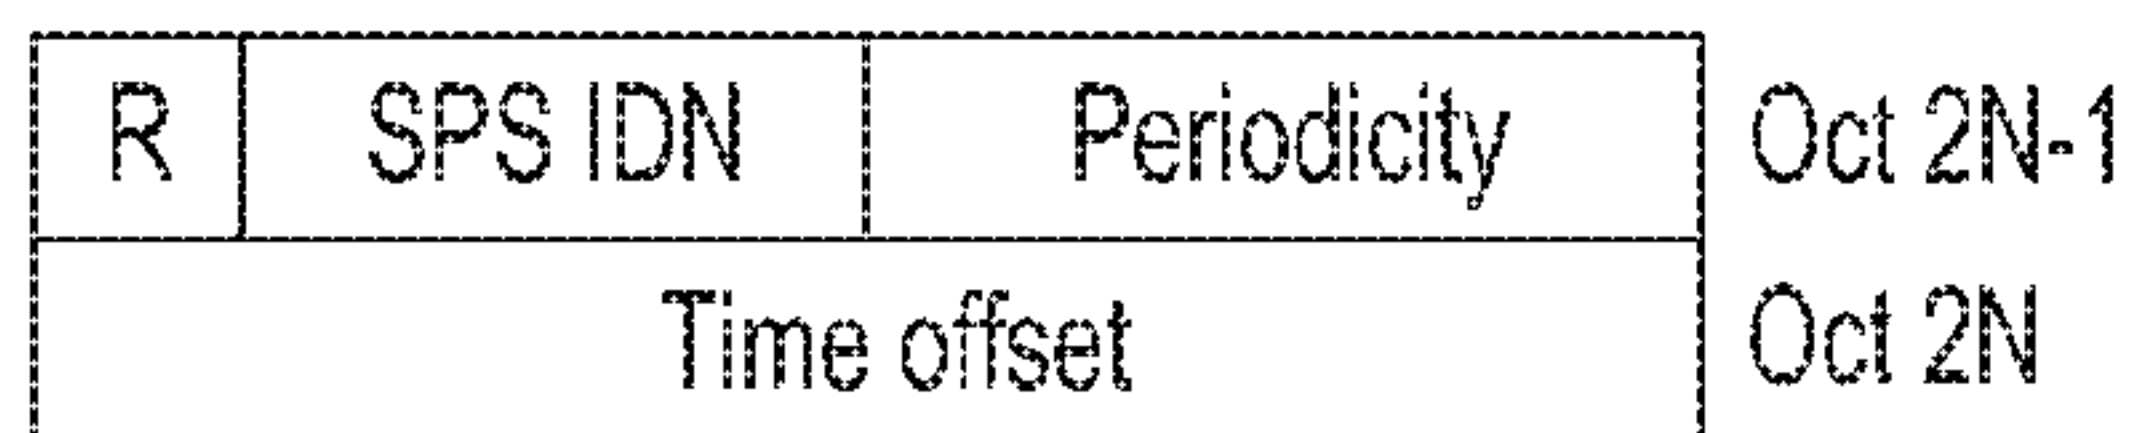 R SPS IDN Periodicity Oct 2N-1
Time offset Oct 2N